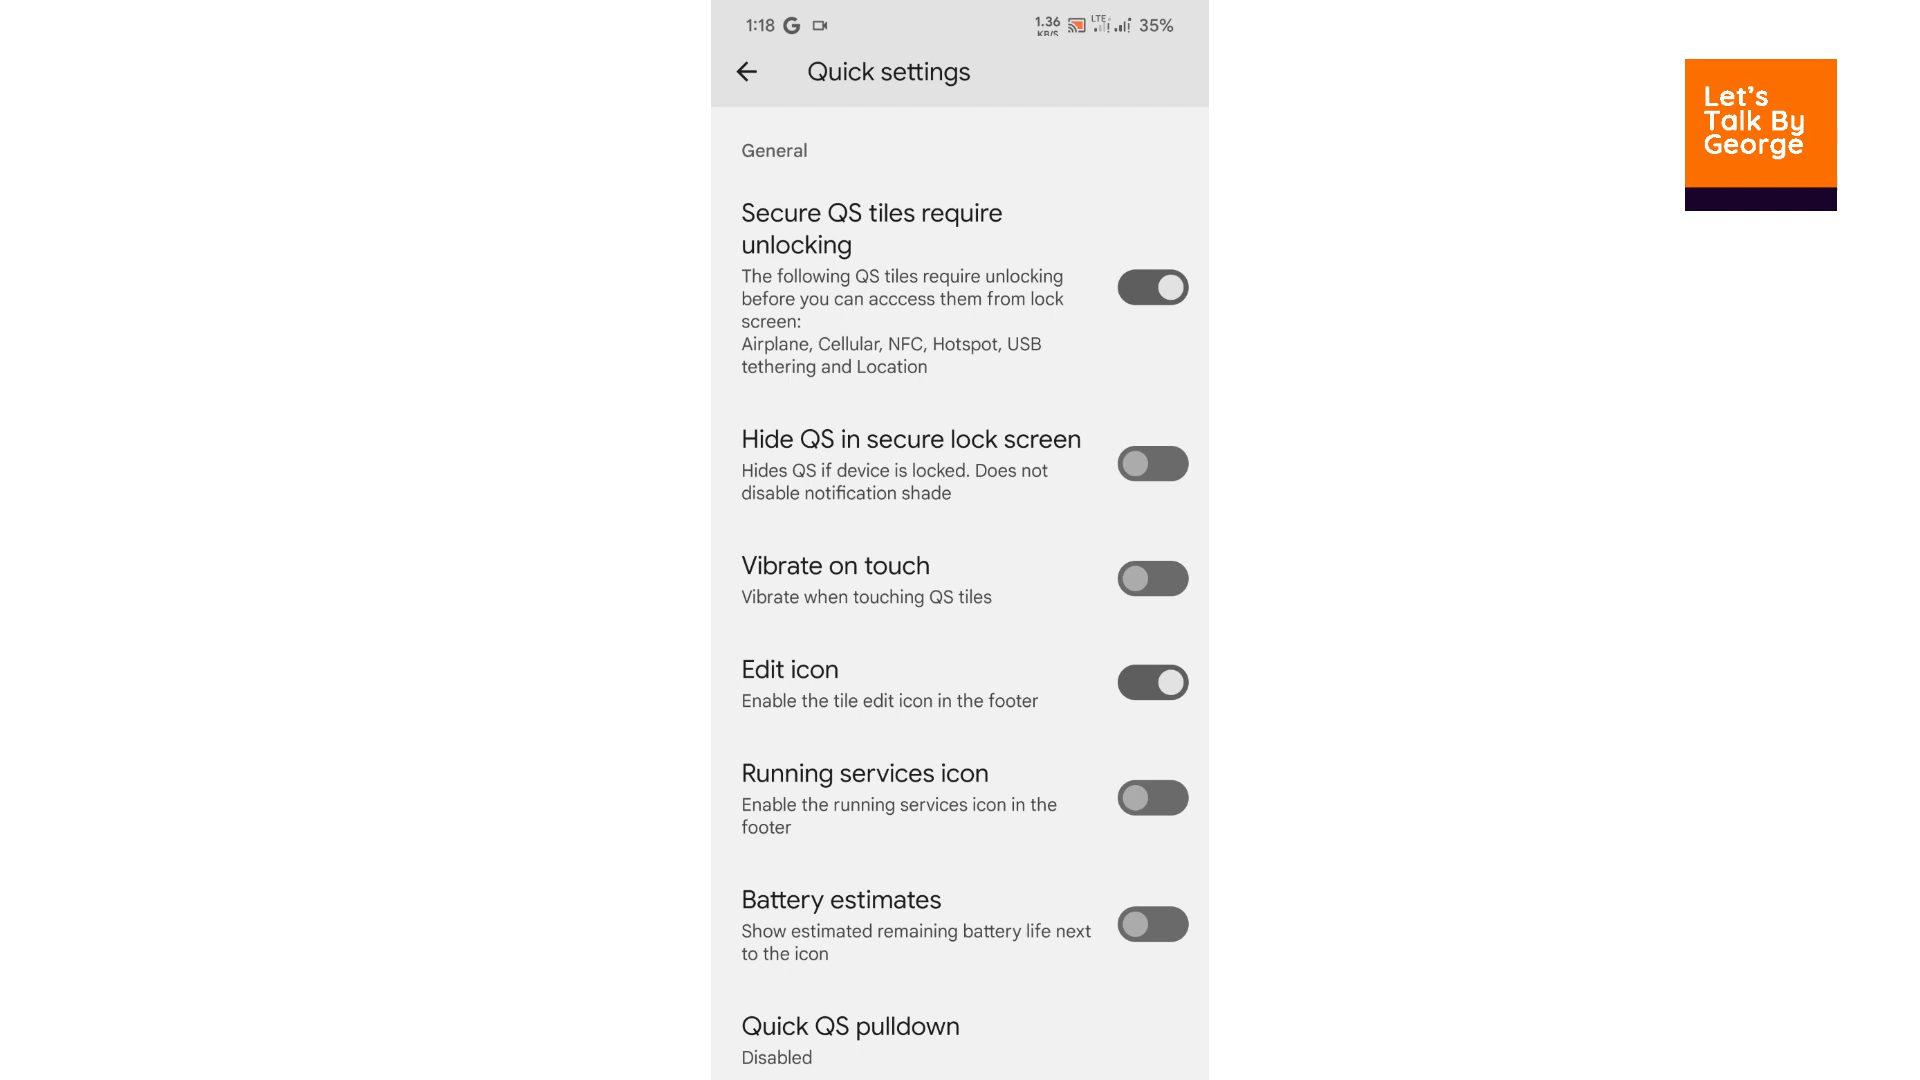 1:18
1.36
KB/S
LTE
35%
Quick settings
Let's
Talk By
George
General
Secure QS tiles require
unlocking
The following QS tiles require unlocking
before you can acccess them from lock
screen:
Airplane, Cellular, NFC, Hotspot, USB
tethering and Location
Hide QS in secure lock screen
Hides QS if device is locked. Does not
disable notification shade
Vibrate on touch
Vibrate when touching QS tiles
Edit icon
Enable the tile edit icon in the footer
Running services icon
Enable the running services icon in the
footer
Battery estimates
Show estimated remaining battery life next
to the icon
Quick QS pulldown
Disabled